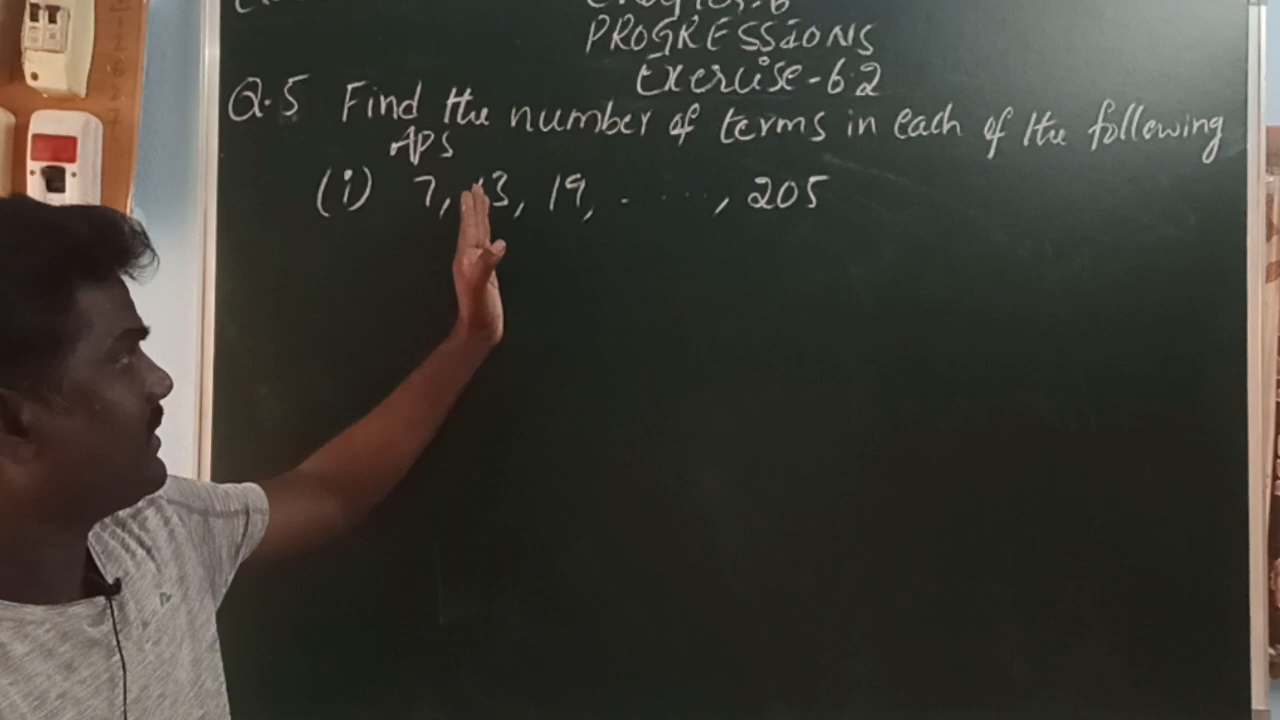 PROGRESSIONS
Exercise-6.2
Q.5 Find the number of terms in each of the following
APs
(i) 7, 13, 19, . . . . , 205